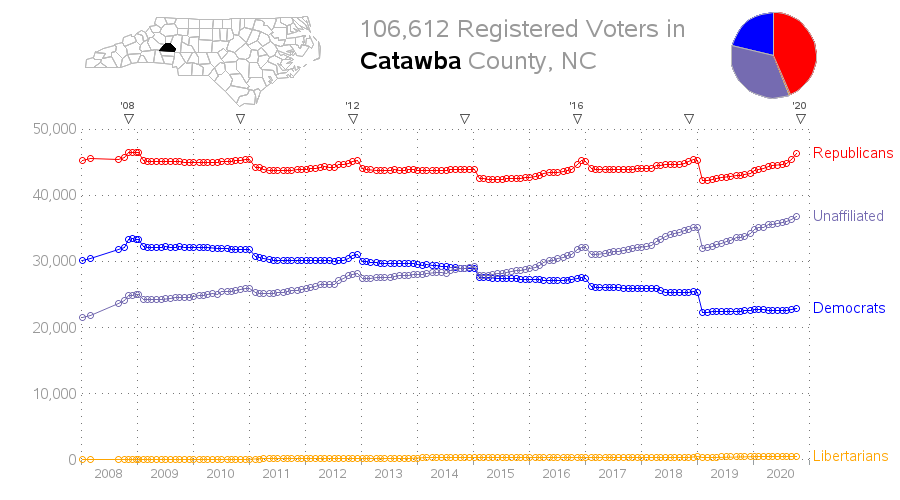 106,612 Registered Voters in
Catawba County, NC
'08 '12 '16 '20
50,000
Republicans
40,000
Unaffiliated
30,000
Democrats
20,000
10,000
0
Libertarians
2008 2009 2010 2011 2012 2013 2014 2015 2016 2017 2018 2019 2020